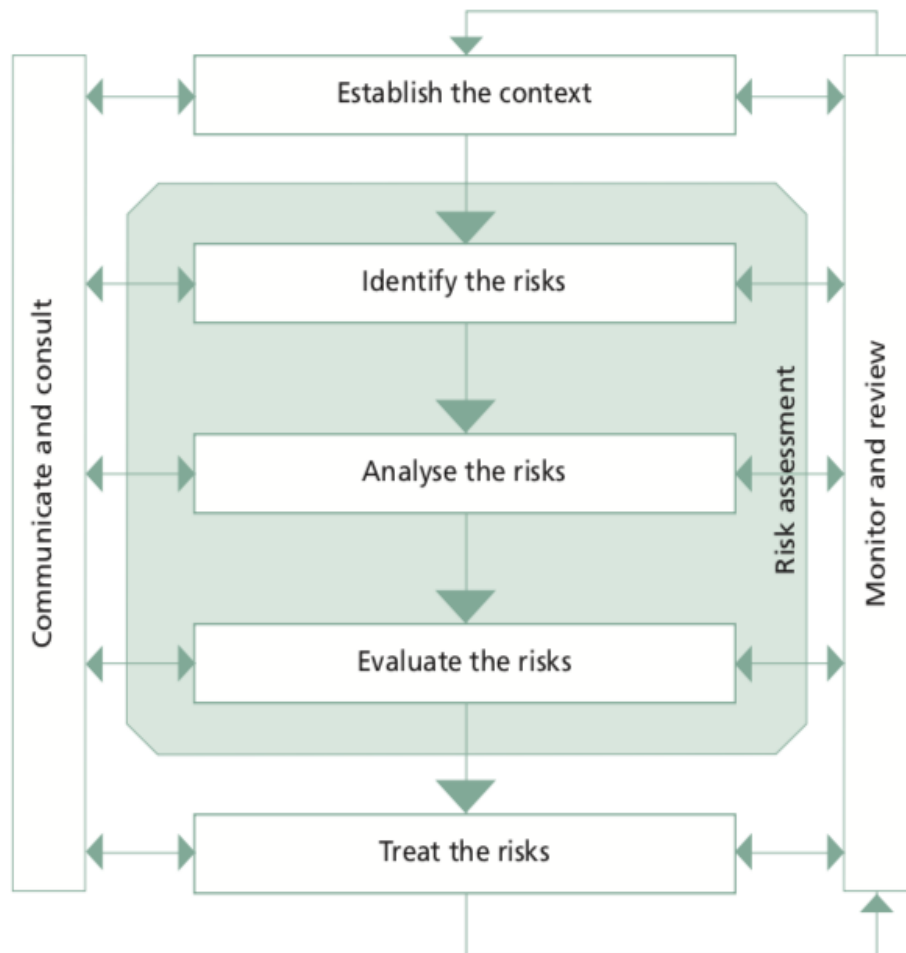 Establish the context
Identify the risks
Analyse the risks
Evaluate the risks
Treat the risks
Communicate and consult
Risk assessment
Monitor and review